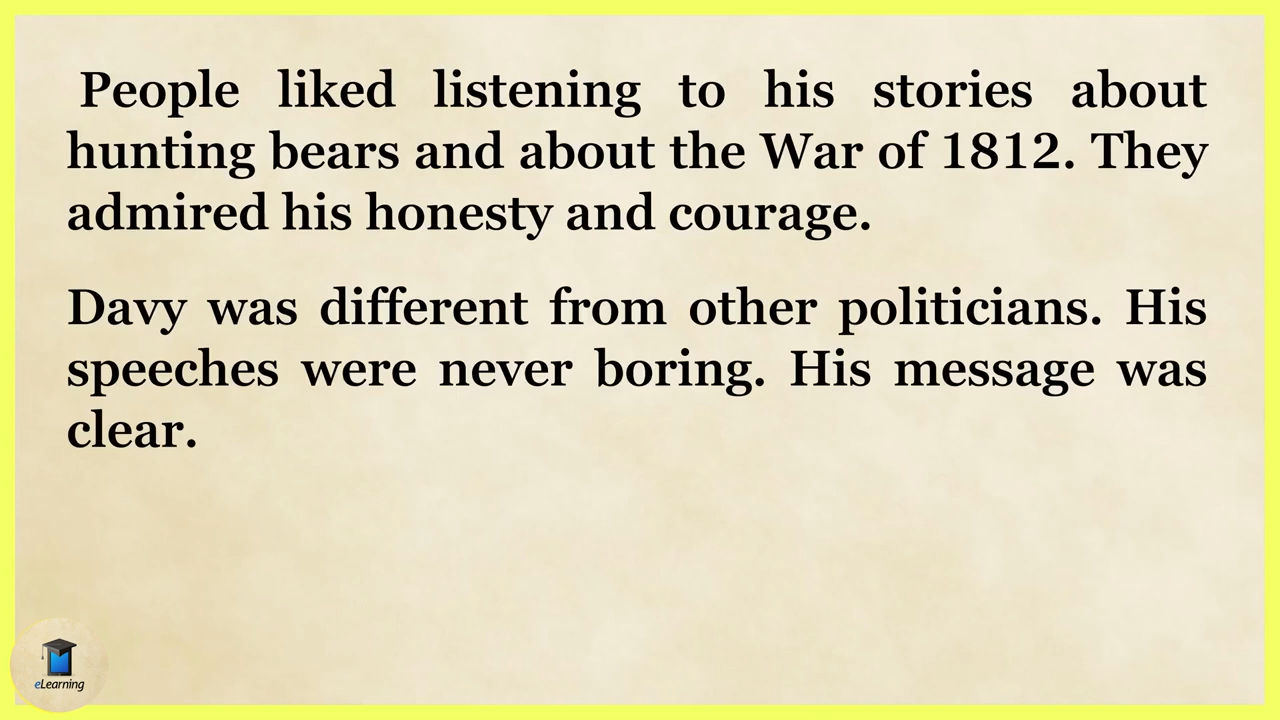 People liked listening to his stories about
hunting bears and about the War of 1812. They
admired his honesty and courage.
Davy was different from other politicians. His
speeches were never boring. His message was
clear.
eLearning